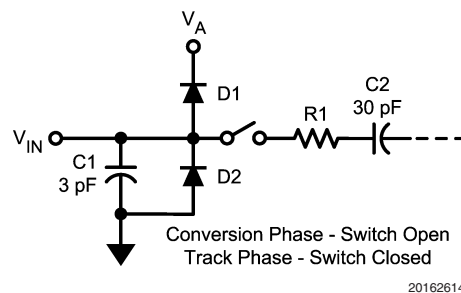 VA
D1
C2
30 pF
R1
VIN
C1
3 pF
D2
Conversion Phase - Switch Open
Track Phase - Switch Closed
20162614